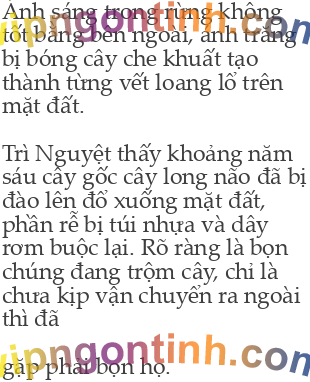 Ánh sáng trong rừng không
tốt bằng bên ngoài, ánh trăng
bị bóng cây che khuất tạo
thành từng vết loang lổ trên
mặt đất.
Trì Nguyệt thấy khoảng năm
sáu cây gốc cây long não đã bị
đào lên đổ xuống mặt đất,
phần rễ bị túi nhựa và dây
rơm buộc lại. Rõ ràng là bọn
chúng đang trộm cây, chỉ là
chưa kịp vận chuyển ra ngoài
thì đã
gặp phải bọn họ.
vipngontinh.com
vipngontinh.com